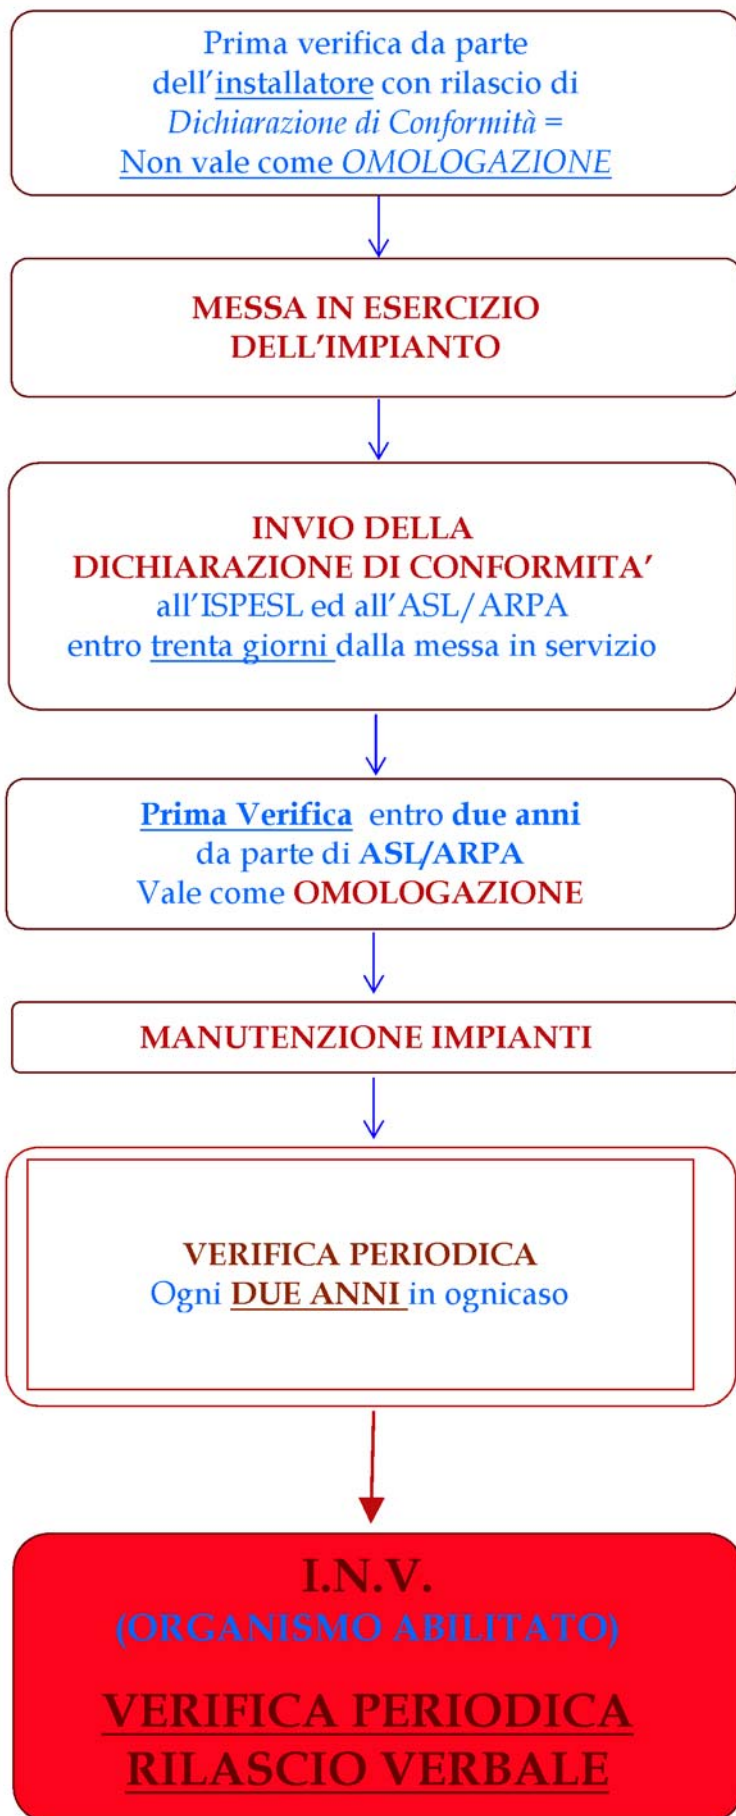 Prima verifica da parte
dell’installatore con rilascio di
Dichiarazione di Conformità =
Non vale come OMOLOGAZIONE
MESSA IN ESERCIZIO
DELL’IMPIANTO
INVIO DELLA
DICHIARAZIONE DI CONFORMITA’
all’ISPESL ed all’ASL/ARPA
entro trenta giorni dalla messa in servizio
Prima Verifica entro due anni
da parte di ASL/ARPA
Vale come OMOLOGAZIONE
MANUTENZIONE IMPIANTI
VERIFICA PERIODICA
Ogni DUE ANNI in ognicaso
I.N.V.
(ORGANISMO ABILITATO)
VERIFICA PERIODICA
RILASCIO VERBALE